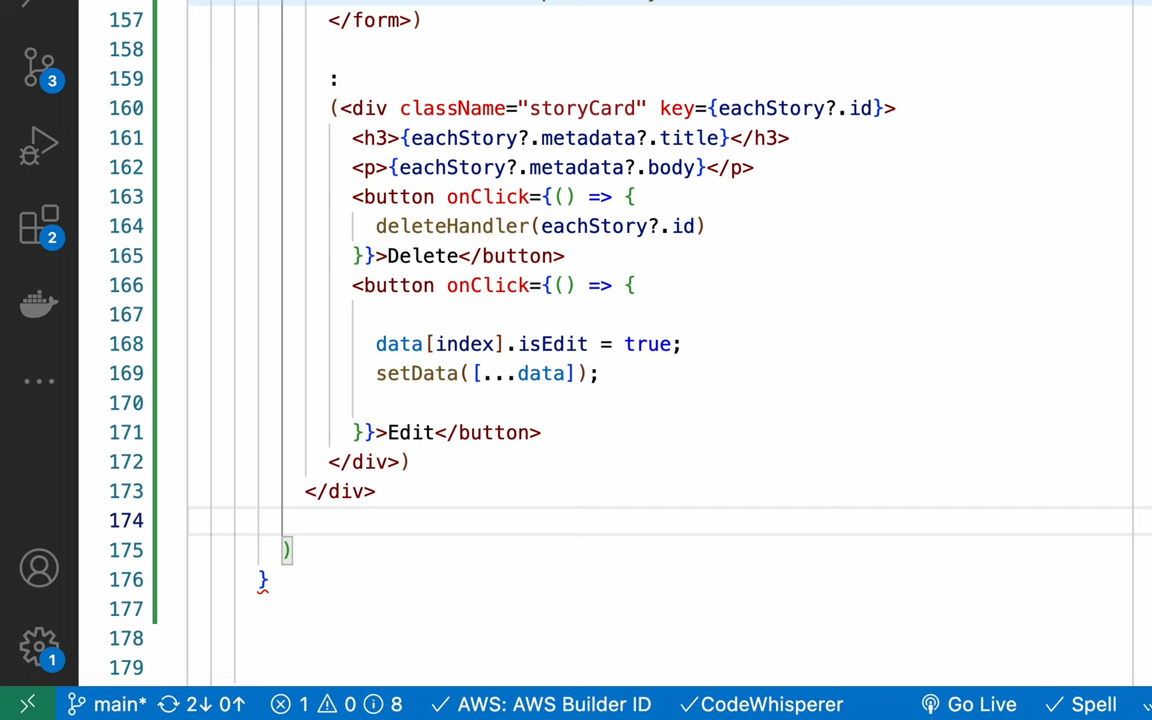 157 </form>)
158
159 :
160 (<div className="storyCard" key={eachStory?.id}>
161 <h3>{eachStory?.metadata?.title}</h3>
162 <p>{eachStory?.metadata?.body}</p>
163 <button onClick={() => {
164 deleteHandler(eachStory?.id)
165 }}>Delete</button>
166 <button onClick={() => {
167
168 data[index].isEdit = true;
169 setData([...data]);
170
171 }}>Edit</button>
172 </div>)
173 </div>
174
175 )
176 }
177
178
179
3
2
1
main* 2↓ 0↑ 1 0 8 AWS: AWS Builder ID CodeWhisperer Go Live Spell